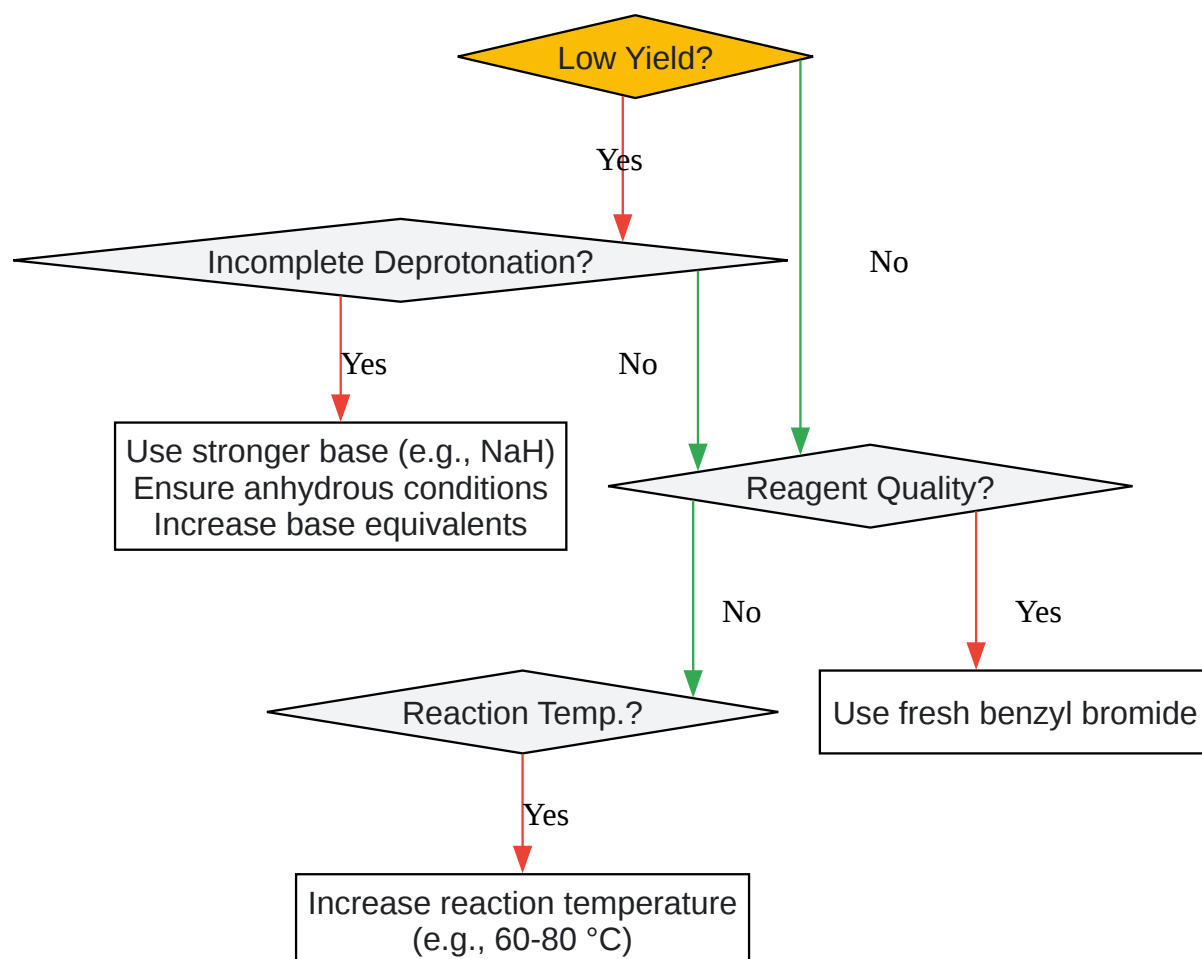 Low Yield?
Yes
No
Incomplete Deprotonation?
Yes
No
Use stronger base (e.g., NaH)
Ensure anhydrous conditions
Increase base equivalents
Reagent Quality?
No
Yes
Reaction Temp.?
Use fresh benzyl bromide
Yes
Increase reaction temperature
(e.g., 60-80 °C)